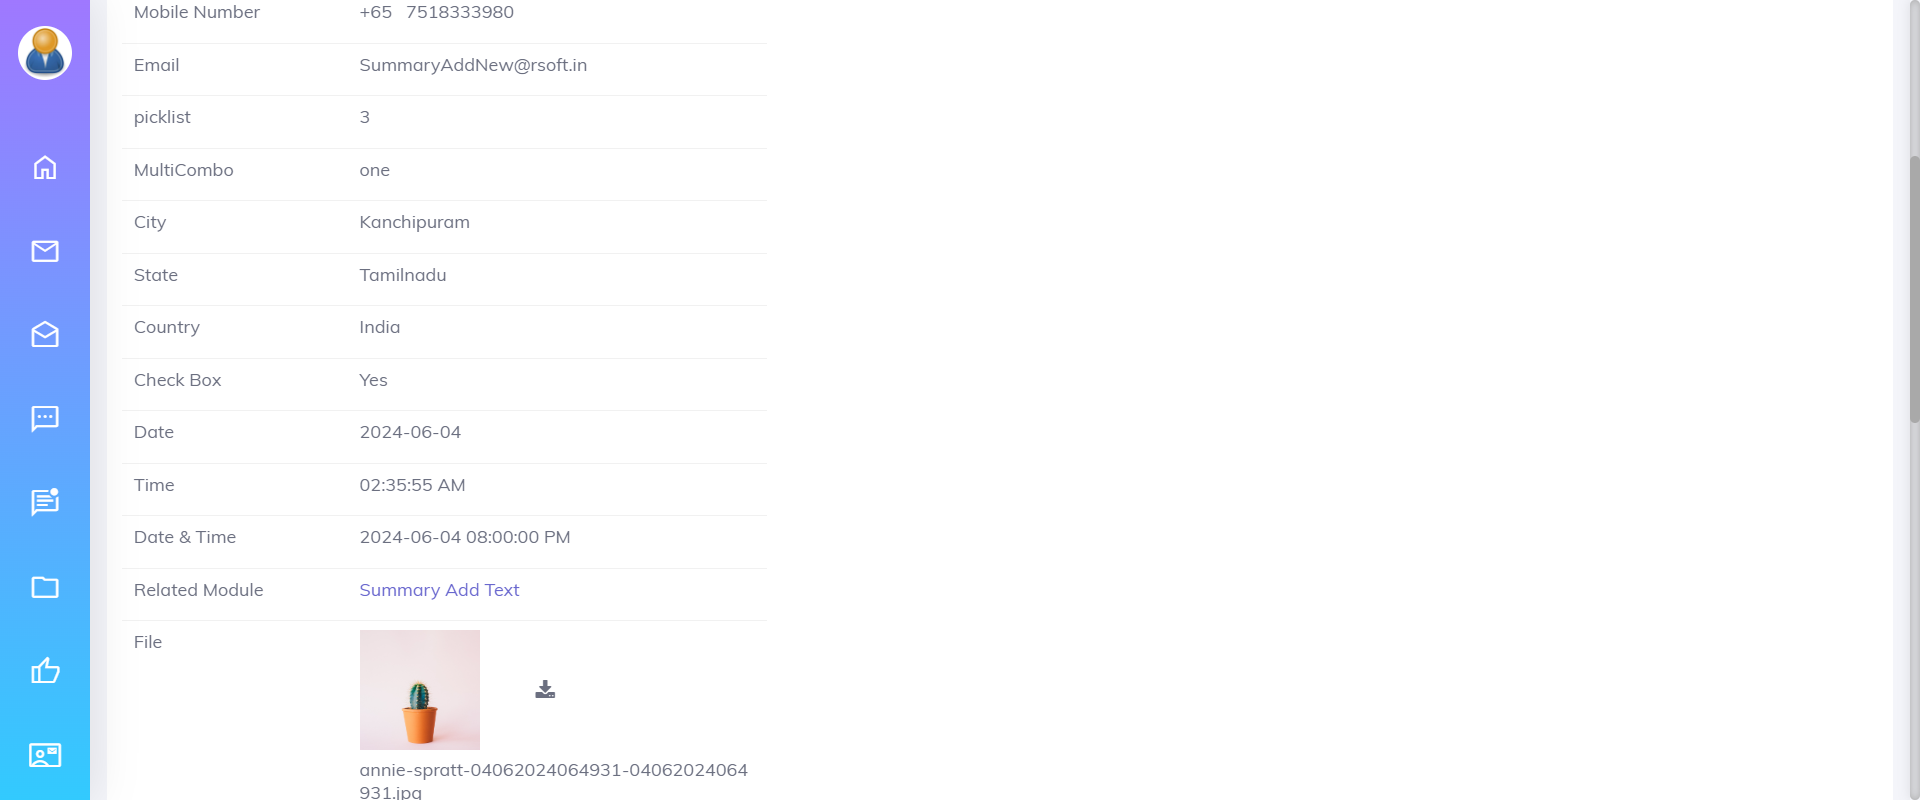 Mobile Number +65 7518333980
Email SummaryAddNew@rsoft.in
picklist 3
MultiCombo one
City Kanchipuram
State Tamilnadu
Country India
Check Box Yes
Date 2024-06-04
Time 02:35:55 AM
Date & Time 2024-06-04 08:00:00 PM
Related Module Summary Add Text
File
annie-spratt-04062024064931-04062024064
931.jpg